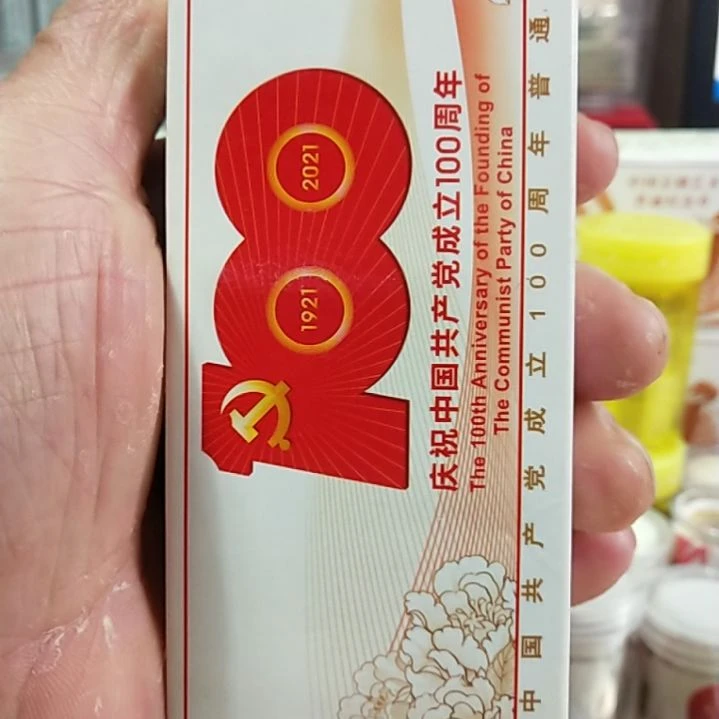 100
1921 2021
庆祝中国共产党成立100周年
The 100th Anniversary of the Founding of
The Communist Party of China
中国共产党成立100周年普通